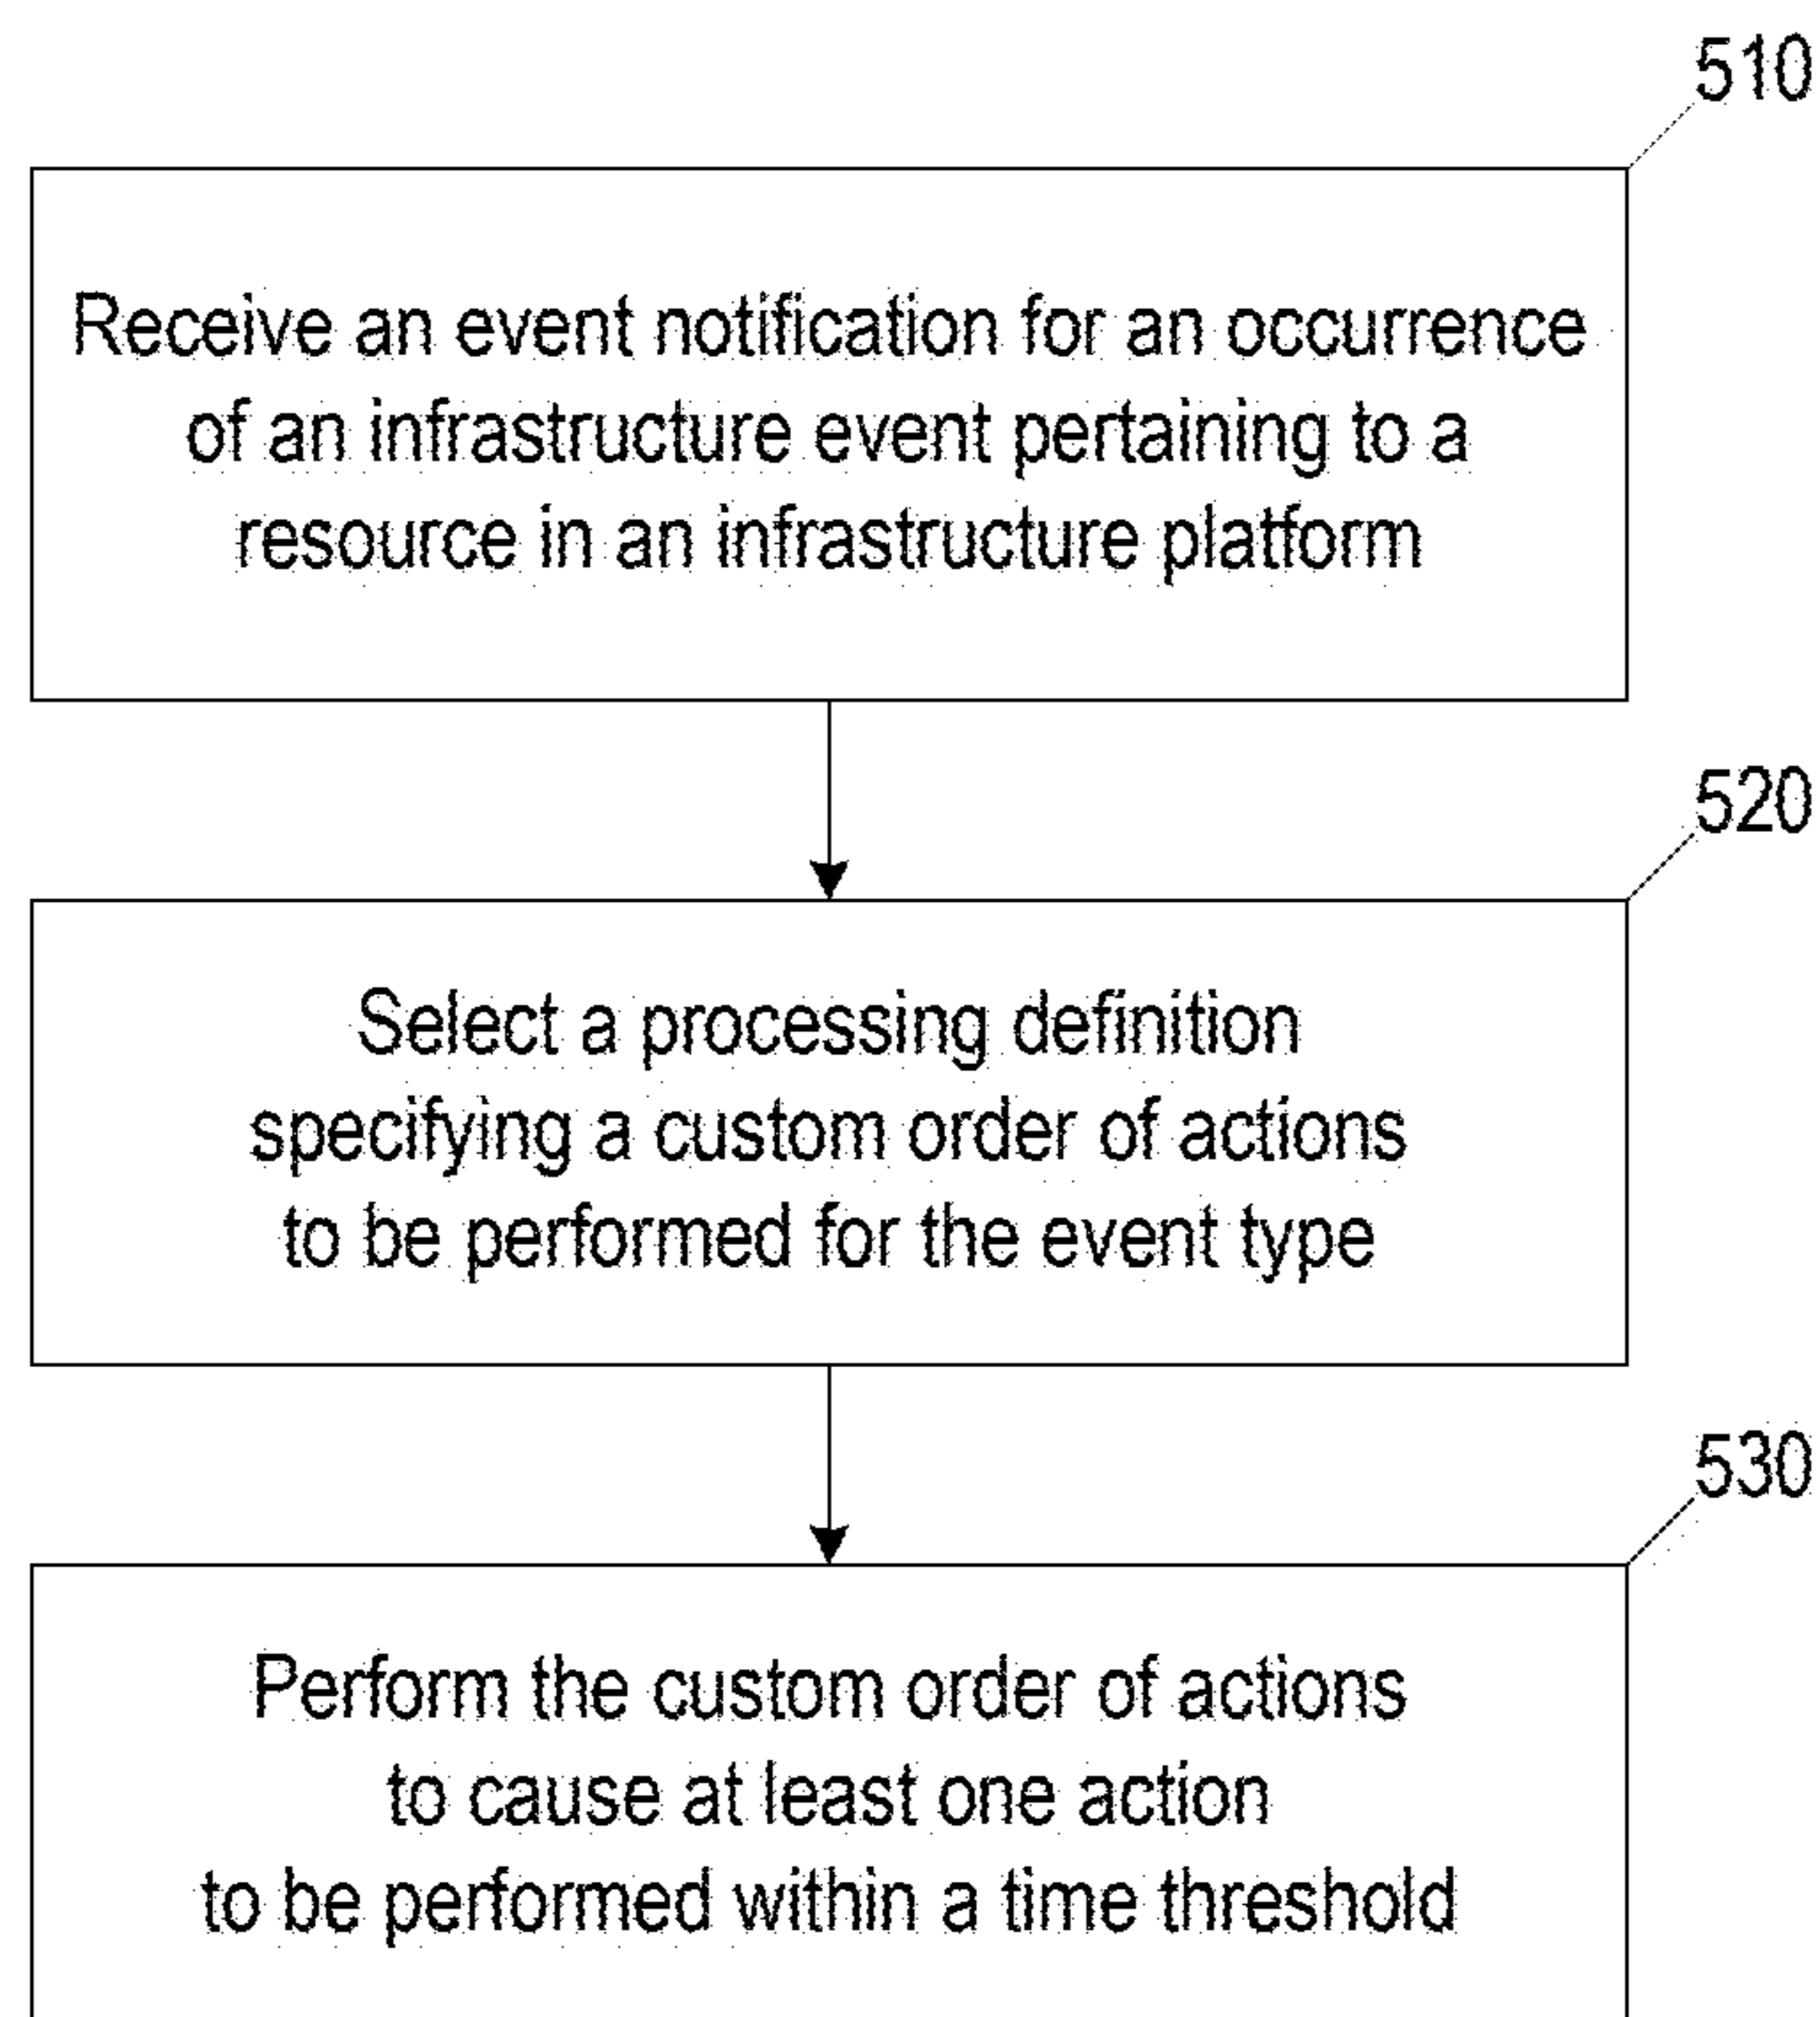 510
Receive an event notification for an occurrence
of an infrastructure event pertaining to a
resource in an infrastructure platform
520
Select a processing definition
specifying a custom order of actions
to be performed for the event type
530
Perform the custom order of actions
to cause at least one action
to be performed within a time threshold